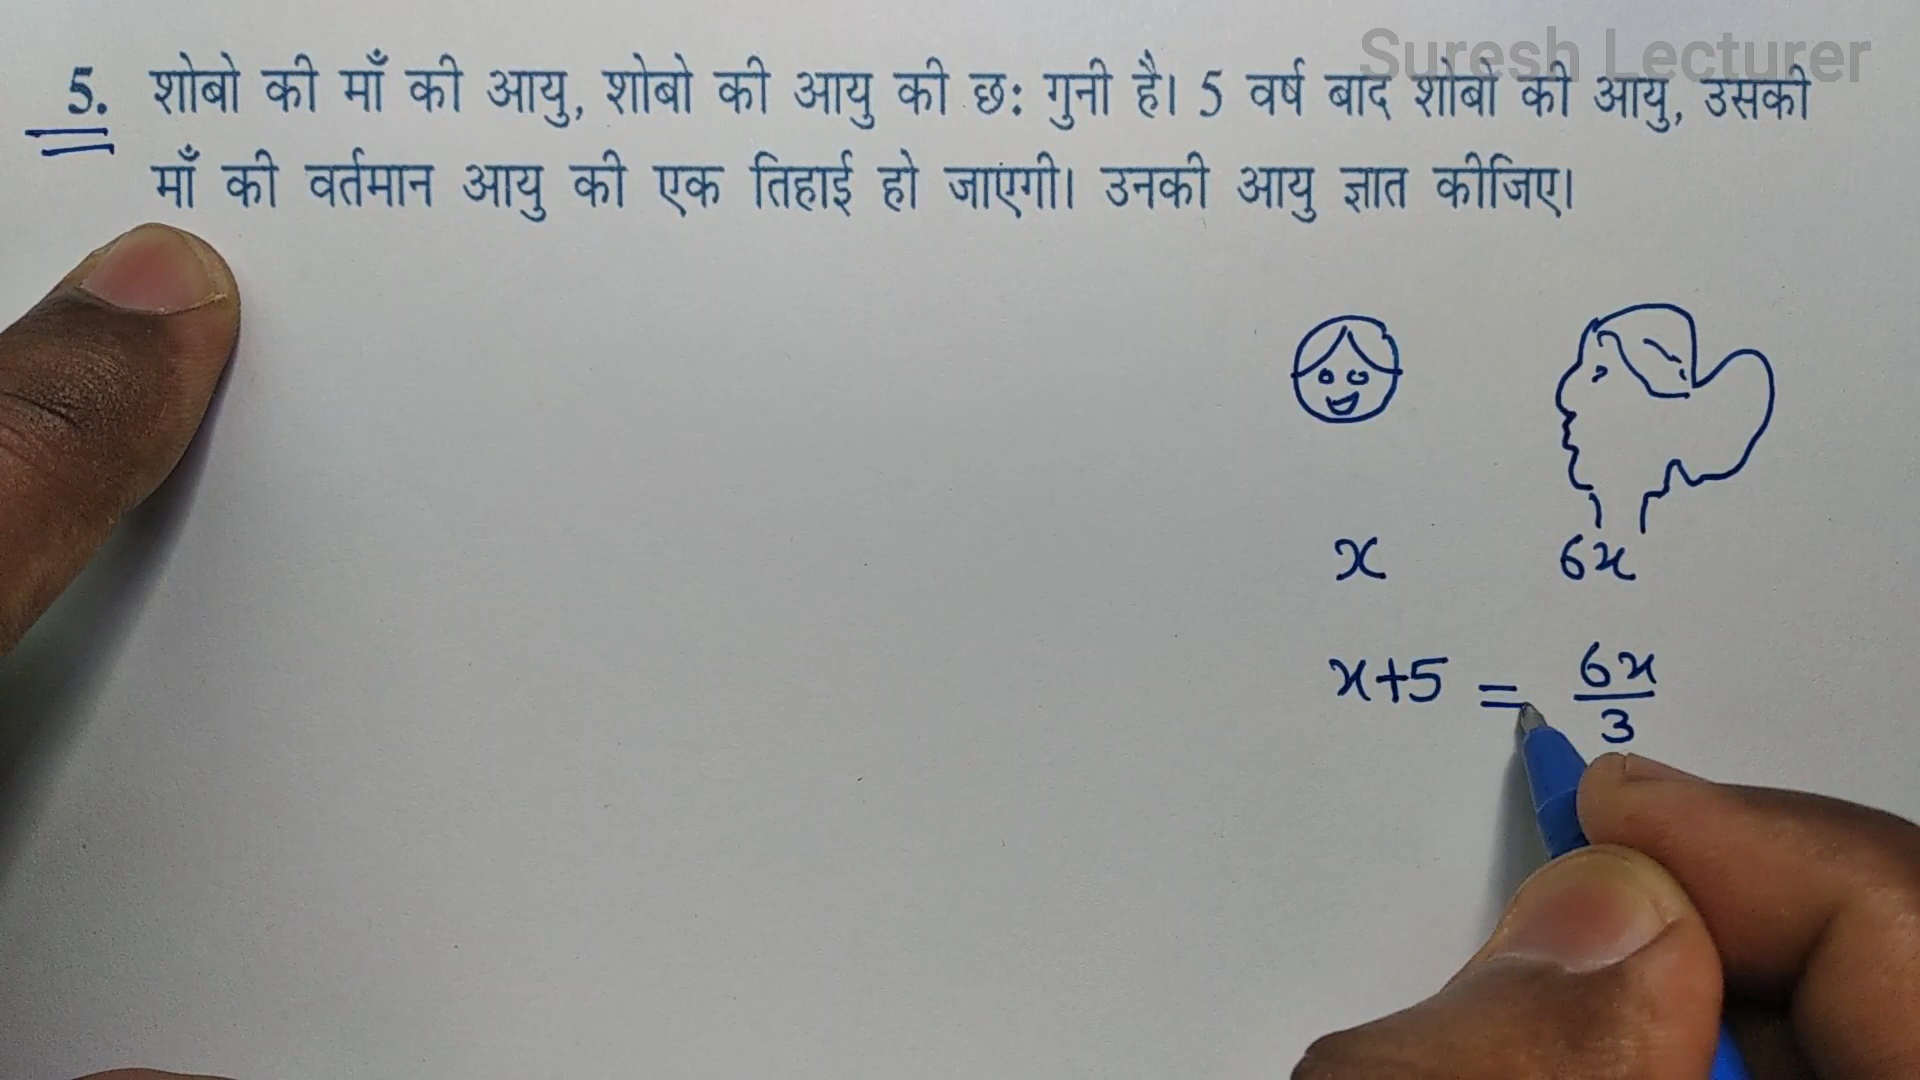 Suresh Lecturer
5. शोबो की माँ की आयु, शोबो की आयु की छ: गुनी है। 5 वर्ष बाद शोबो की आयु, उसकी
माँ की वर्तमान आयु की एक तिहाई हो जाएंगी। उनकी आयु ज्ञात कीजिए।
x 6x
x+5 = 6x/3